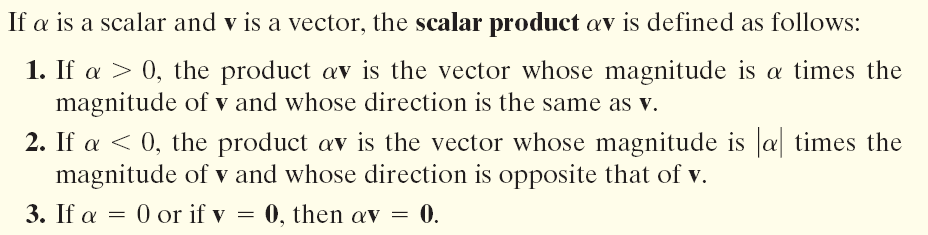 If α is a scalar and v is a vector, the scalar product αv is defined as follows:
1. If α > 0, the product αv is the vector whose magnitude is α times the
magnitude of v and whose direction is the same as v.
2. If α < 0, the product αv is the vector whose magnitude is |α| times the
magnitude of v and whose direction is opposite that of v.
3. If α = 0 or if v = 0, then αv = 0.